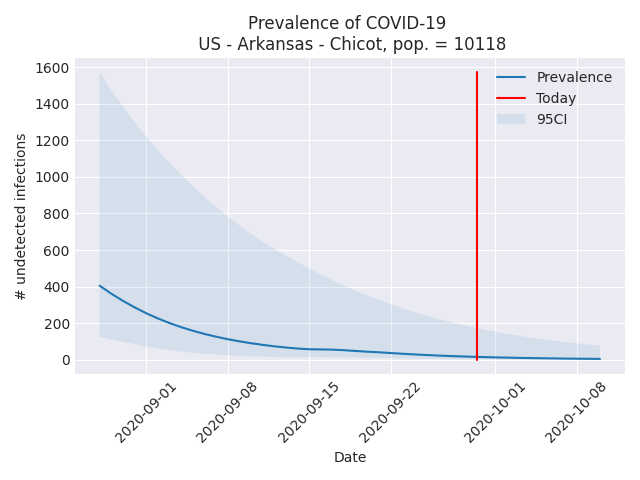 Prevalence of COVID-19
US - Arkansas - Chicot, pop. = 10118
Prevalence
Today
95CI
# undetected infections
1600
1400
1200
1000
800
600
400
200
0
2020-09-01
2020-09-08
2020-09-15
2020-09-22
2020-10-01
2020-10-08
Date